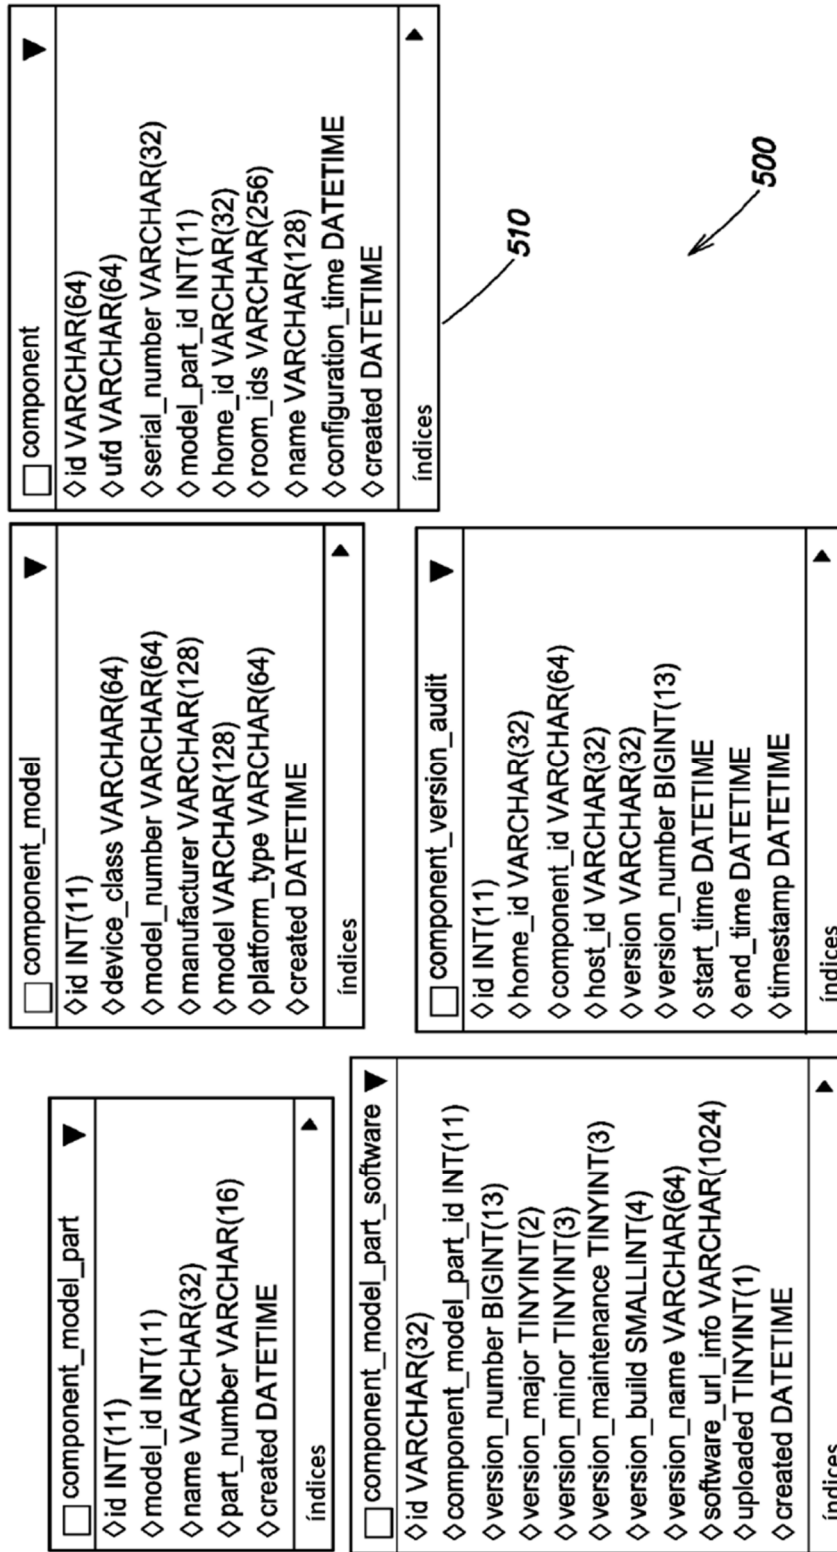 component_model_part
◇id INT(11)
◇model_id INT(11)
◇name VARCHAR(32)
◇part_number VARCHAR(16)
◇created DATETIME
índices
component_model
◇id INT(11)
◇device_class VARCHAR(64)
◇model_number VARCHAR(64)
◇manufacturer VARCHAR(128)
◇model VARCHAR(128)
◇platform_type VARCHAR(64)
◇created DATETIME
índices
component
◇id VARCHAR(64)
◇ufd VARCHAR(64)
◇serial_number VARCHAR(32)
◇model_part_id INT(11)
◇home_id VARCHAR(32)
◇room_ids VARCHAR(256)
◇name VARCHAR(128)
◇configuration_time DATETIME
◇created DATETIME
índices
510
component_model_part_software
◇id VARCHAR(32)
◇component_model_part_id INT(11)
◇version_number BIGINT(13)
◇version_major TINYINT(2)
◇version_minor TINYINT(3)
◇version_maintenance TINYINT(3)
◇version_build SMALLINT(4)
◇version_name VARCHAR(64)
◇software_url_info VARCHAR(1024)
◇uploaded TINYINT(1)
◇created DATETIME
índices
component_version_audit
◇id INT(11)
◇home_id VARCHAR(32)
◇component_id VARCHAR(64)
◇host_id VARCHAR(32)
◇version VARCHAR(32)
◇version_number BIGINT(13)
◇start_time DATETIME
◇end_time DATETIME
◇timestamp DATETIME
índices
500